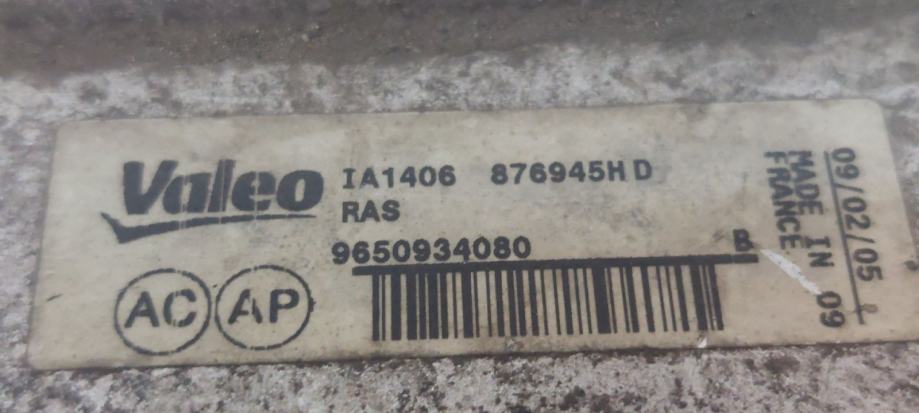 Valeo
IA1406 876945H D
RAS
9650934080 B
AC AP
09/02/05
MADE IN 09
FRANCE